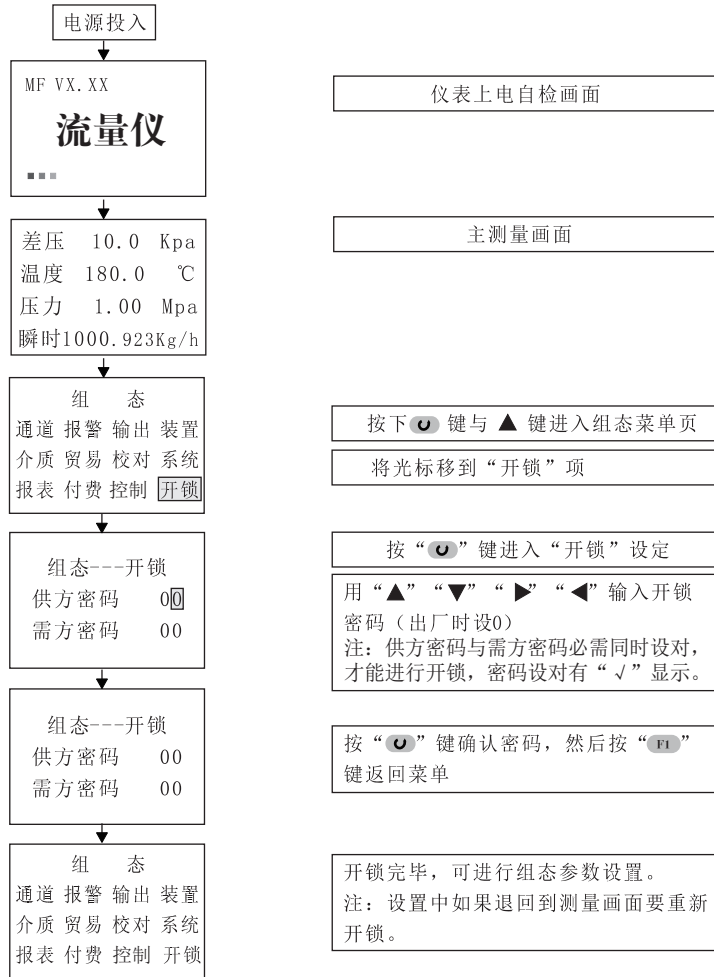 电源投入
MF VX.XX
流量仪
仪表上电自检画面
差压 10.0 Kpa
温度 180.0 ℃
压力 1.00 Mpa
瞬时1000.923Kg/h
主测量画面
组 态
通道 报警 输出 装置
介质 贸易 校对 系统
报表 付费 控制 开锁
按下 键与 ▲ 键进入组态菜单页
将光标移到“开锁”项
组态---开锁
供方密码 00
需方密码 00
按“ ”键进入“开锁”设定
用“▲”“▼”“▶”“◀”输入开锁
密码（出厂时设0）
注：供方密码与需方密码必需同时设对，
才能进行开锁，密码设对有“√”显示。
组态---开锁
供方密码 00
需方密码 00
按“ ”键确认密码，然后按“F1”
键返回菜单
组 态
通道 报警 输出 装置
介质 贸易 校对 系统
报表 付费 控制 开锁
开锁完毕，可进行组态参数设置。
注：设置中如果退回到测量画面要重新
开锁。